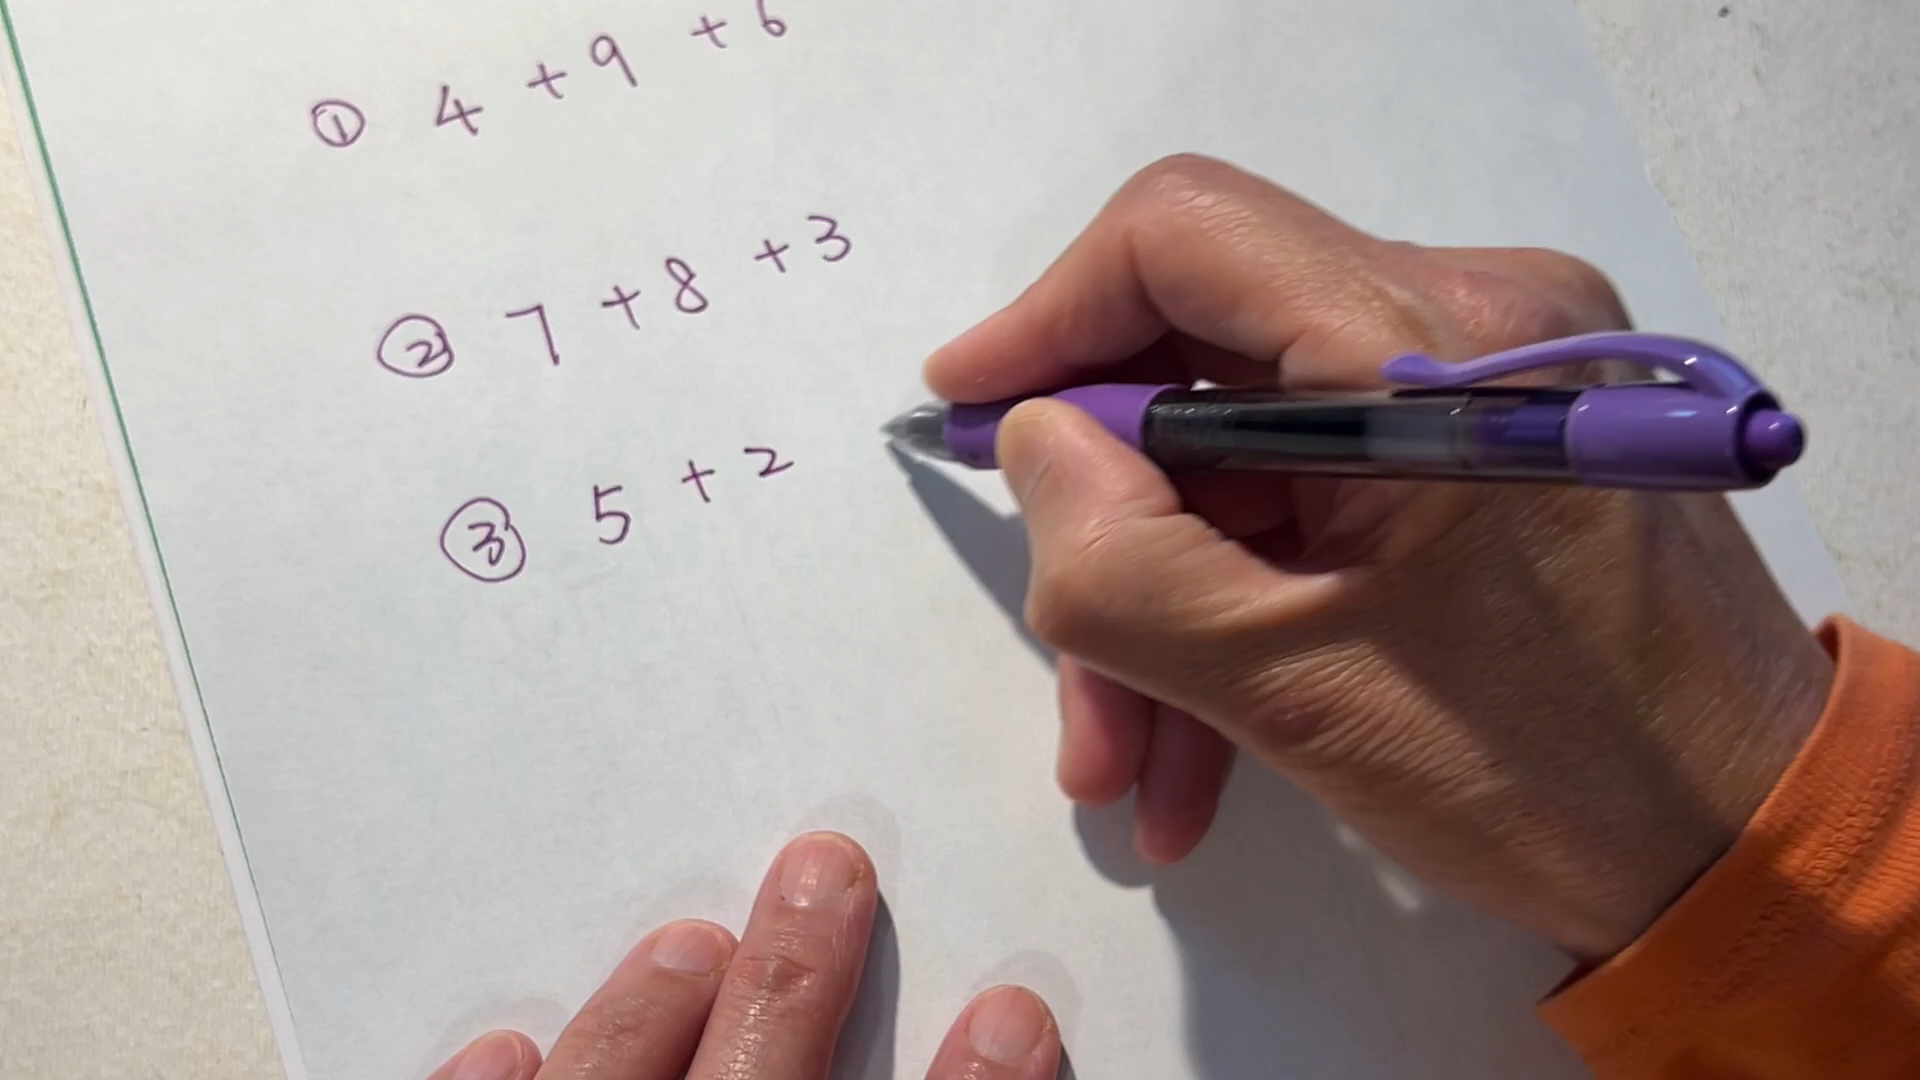 ① 4 + 9 + 6
② 7 + 8 + 3
③ 5 + 2